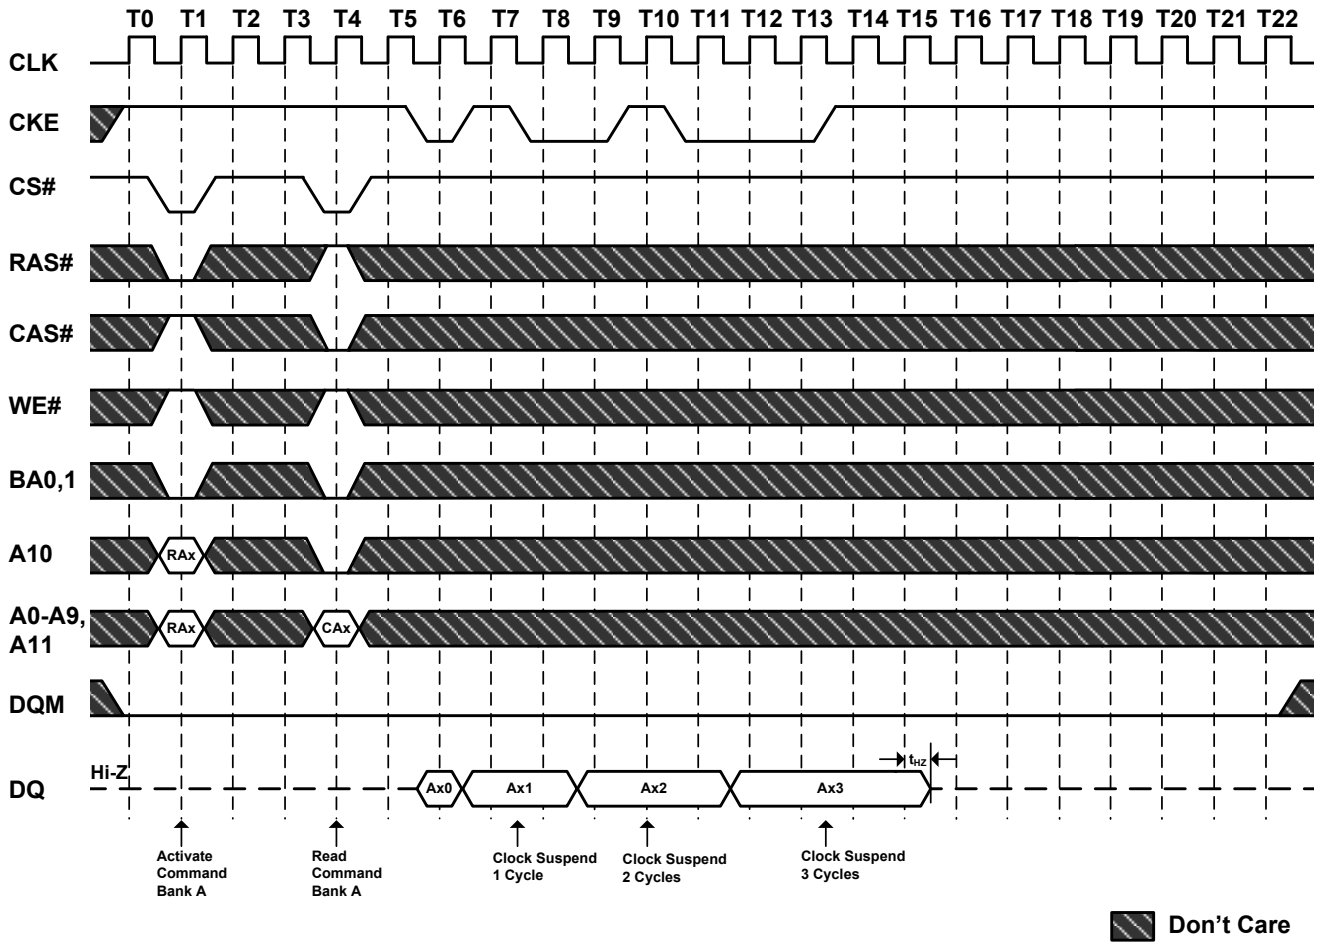 T0 T1 T2 T3 T4 T5 T6 T7 T8 T9 T10 T11 T12 T13 T14 T15 T16 T17 T18 T19 T20 T21 T22
CLK
CKE
CS#
RAS#
CAS#
WE#
BA0,1
A10 RAx
A0-A9,
A11
RAx CAx
DQM
Hi-Z
tHZ
DQ
Ax0 Ax1 Ax2 Ax3
Activate
Command
Bank A
Read
Command
Bank A
Clock Suspend
1 Cycle
Clock Suspend
2 Cycles
Clock Suspend
3 Cycles
Don't Care